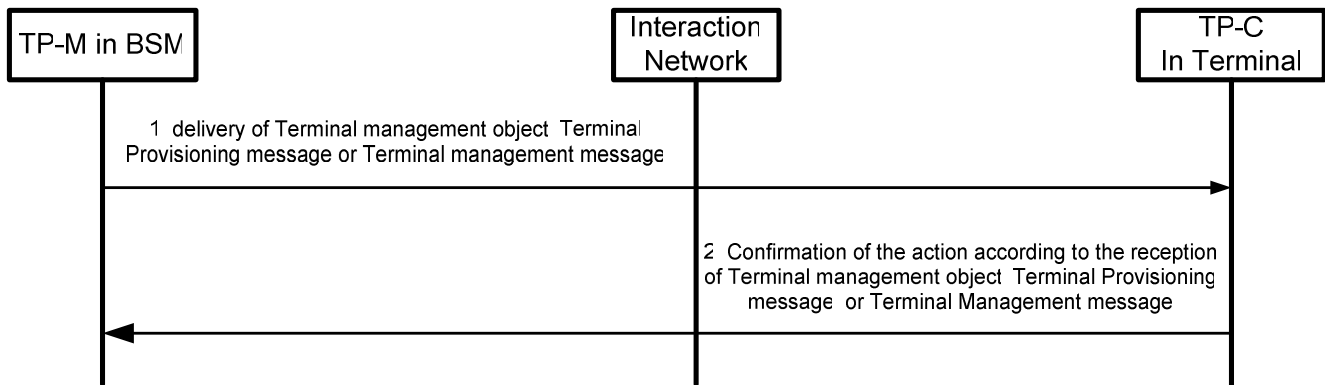 TP-M in BSM
Interaction
Network
TP-C
In Terminal
1 delivery of Terminal management object Terminal
Provisioning message or Terminal management message
2 Confirmation of the action according to the reception
of Terminal management object Terminal Provisioning
message or Terminal Management message